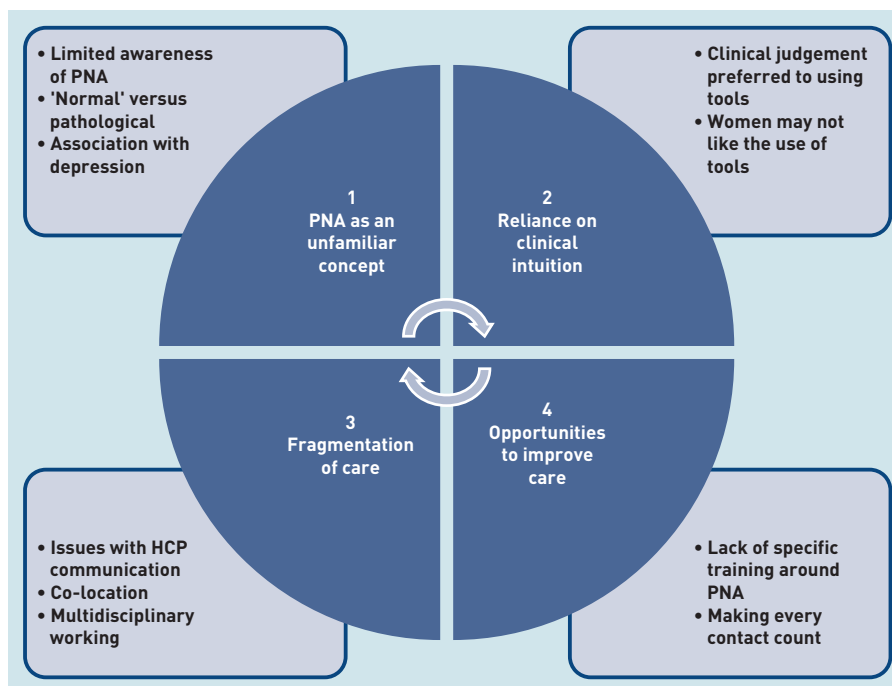 • Limited awareness
of PNA
• 'Normal' versus
pathological
• Association with
depression
• Clinical judgement
preferred to using
tools
• Women may not
like the use of
tools
1
PNA as an
unfamiliar
concept
2
Reliance on
clinical
intuition
3
Fragmentation
of care
4
Opportunities
to improve
care
• Issues with HCP
communication
• Co-location
• Multidisciplinary
working
• Lack of specific
training around
PNA
• Making every
contact count